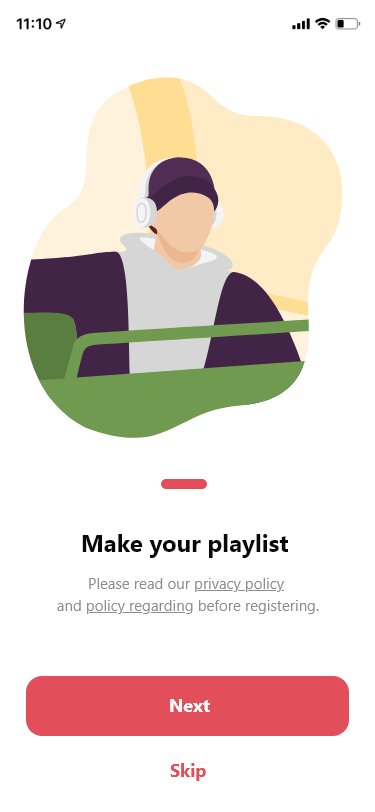 11:10
Make your playlist
Please read our privacy policy
and policy regarding before registering.
Next
Skip